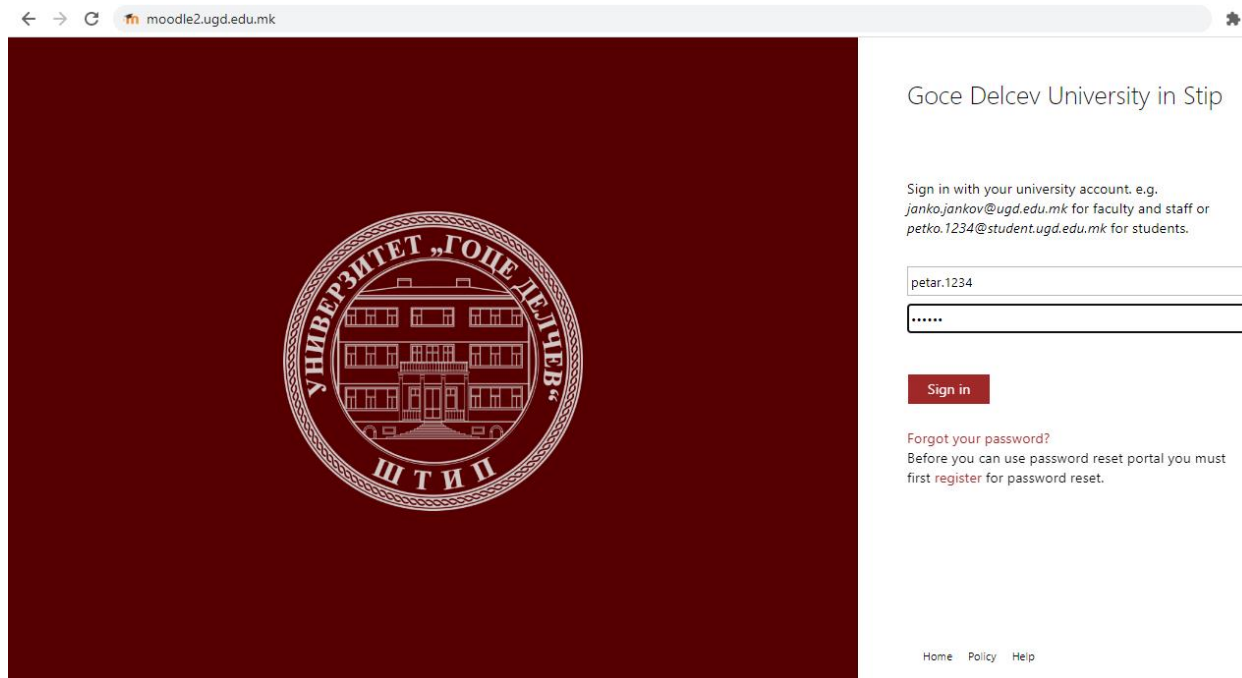 moodle2.ugd.edu.mk
УНИВЕРЗИТЕТ „ГОЦЕ ДЕЛЧЕВ“
ШТИП
Goce Delcev University in Stip
Sign in with your university account. e.g.
janko.jankov@ugd.edu.mk for faculty and staff or
petko.1234@student.ugd.edu.mk for students.
petar.1234
••••••
Sign in
Forgot your password?
Before you can use password reset portal you must
first register for password reset.
Home Policy Help